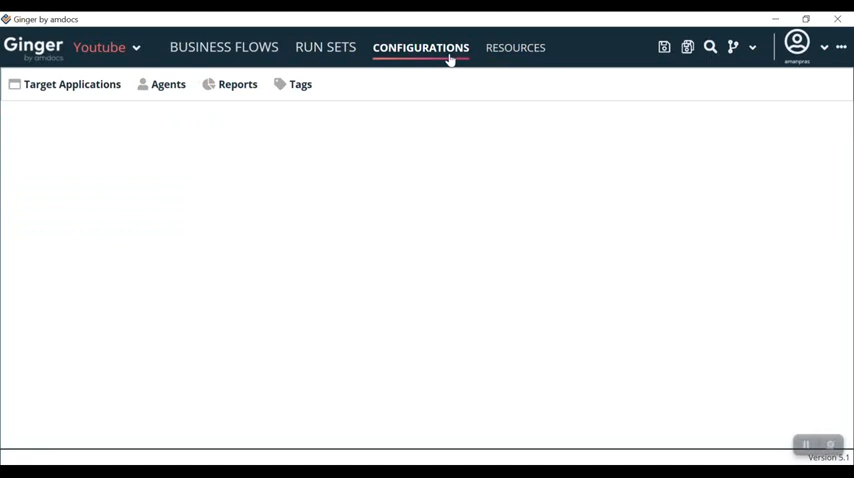 Ginger by amdocs
Ginger by amdocs Youtube BUSINESS FLOWS RUN SETS CONFIGURATIONS RESOURCES
amanpras
Target Applications Agents Reports Tags
Version 5.1